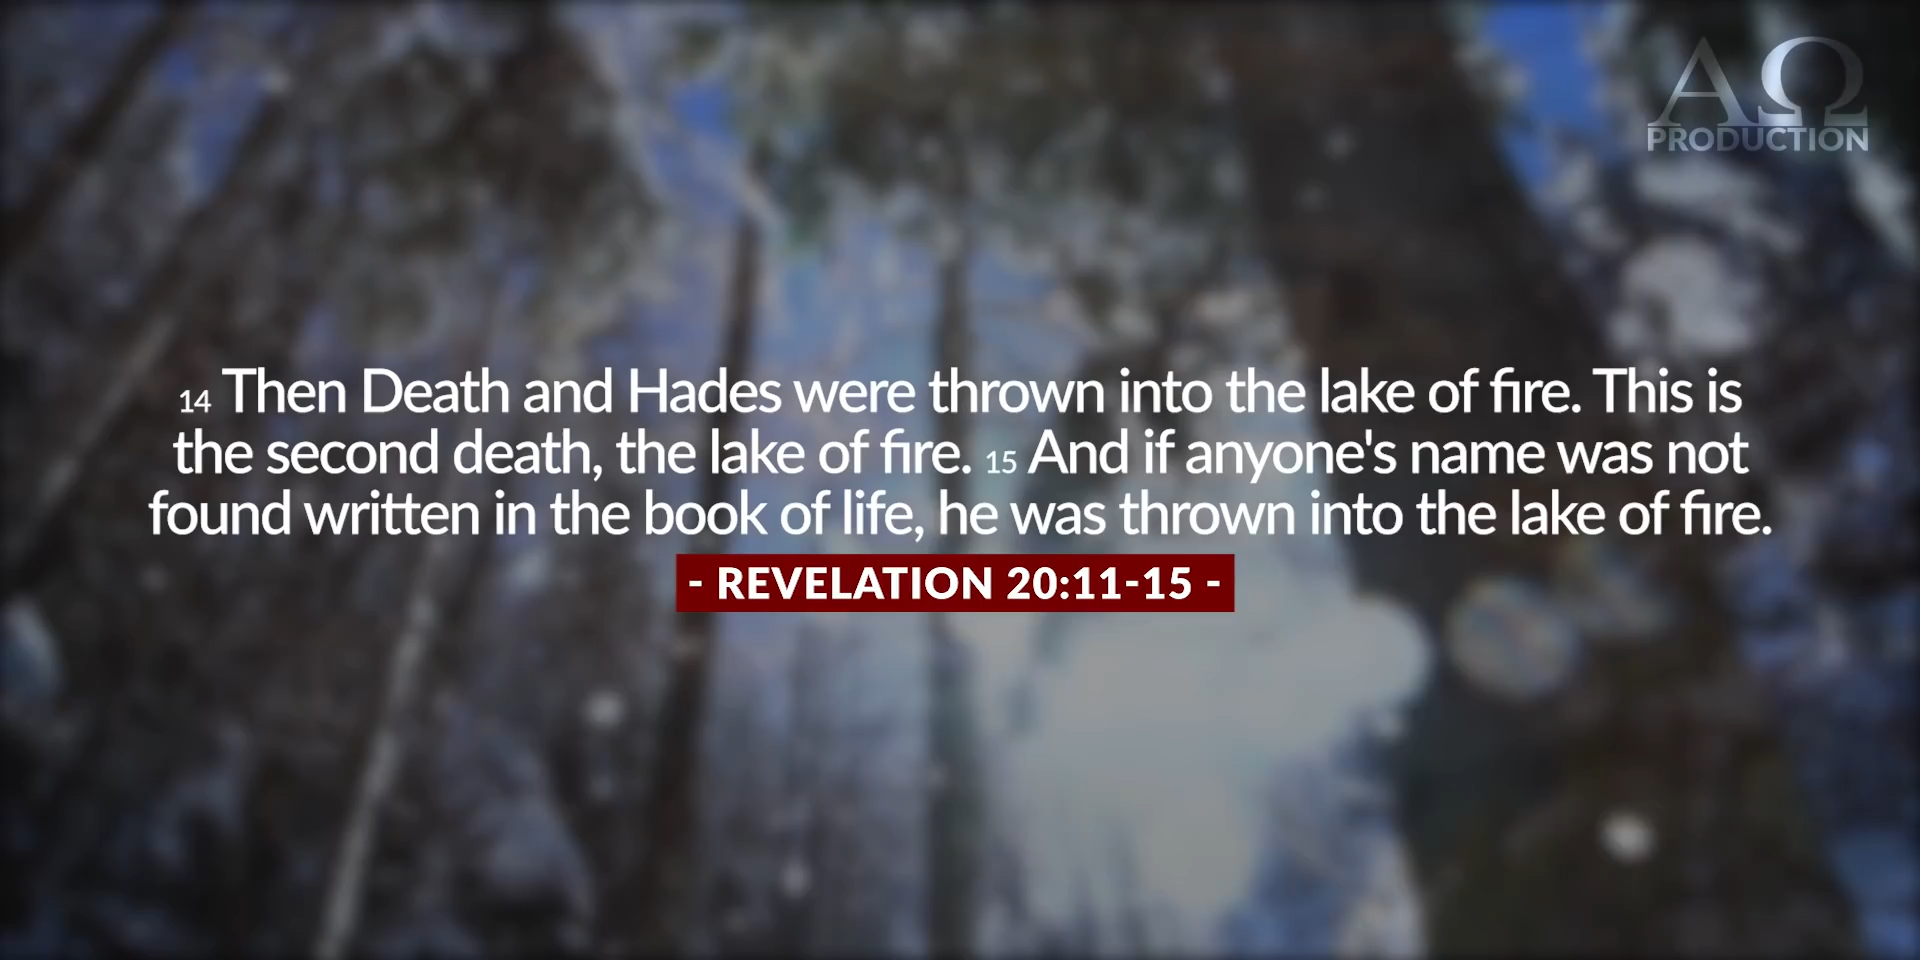 ΑΩ
PRODUCTION
14 Then Death and Hades were thrown into the lake of fire. This is
the second death, the lake of fire. 15 And if anyone's name was not
found written in the book of life, he was thrown into the lake of fire.
- REVELATION 20:11-15 -